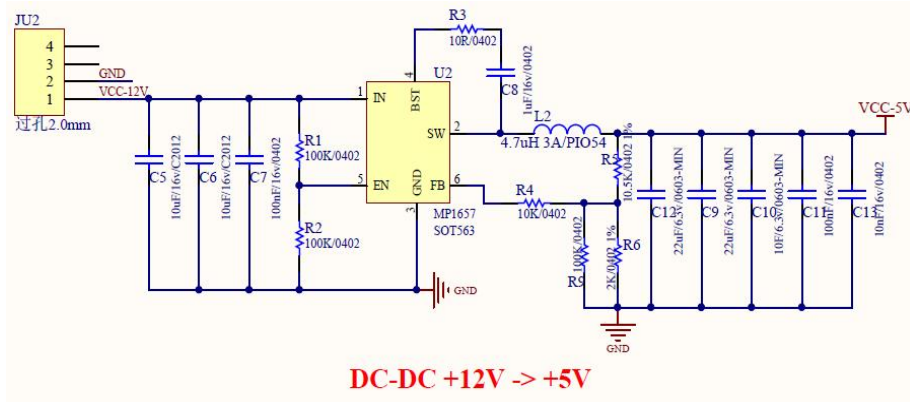 JU2
4
3
2
1
GND
VCC-12V
过孔2.0mm
C5
10uF/16v/C2012
C6
10uF/16v/C2012
C7
100nF/16v/0402
R1
100K/0402
R2
100K/0402
R3
10R/0402
U2
1
IN
4
BST
SW
2
5
EN
GND
3
FB
6
MP1657
SOT563
GND
C8
1uF/16v/0402
L2
4.7uH 3A/PIO54
R4
10K/0402
R5
10.5K/0402 1%
R9
100K/0402
R6
2K/0402 1%
GND
C12
22uF/6.3v/0603-MIN
C9
22uF/6.3v/0603-MIN
C10
10F/6.3v/0603-MIN
C11
100nF/16v/0402
C13
10nF/16v/0402
VCC-5V
DC-DC +12V -> +5V